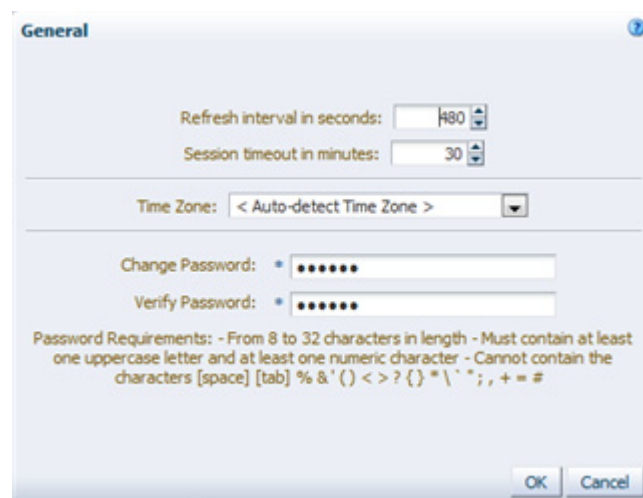 General
Refresh interval in seconds: 480
Session timeout in minutes: 30
Time Zone: < Auto-detect Time Zone >
Change Password: * ••••••
Verify Password: * ••••••
Password Requirements: - From 8 to 32 characters in length - Must contain at least
one uppercase letter and at least one numeric character - Cannot contain the
characters [space] [tab] % & ' ( ) < > ? { } * \ ` " ; , + = #
OK Cancel